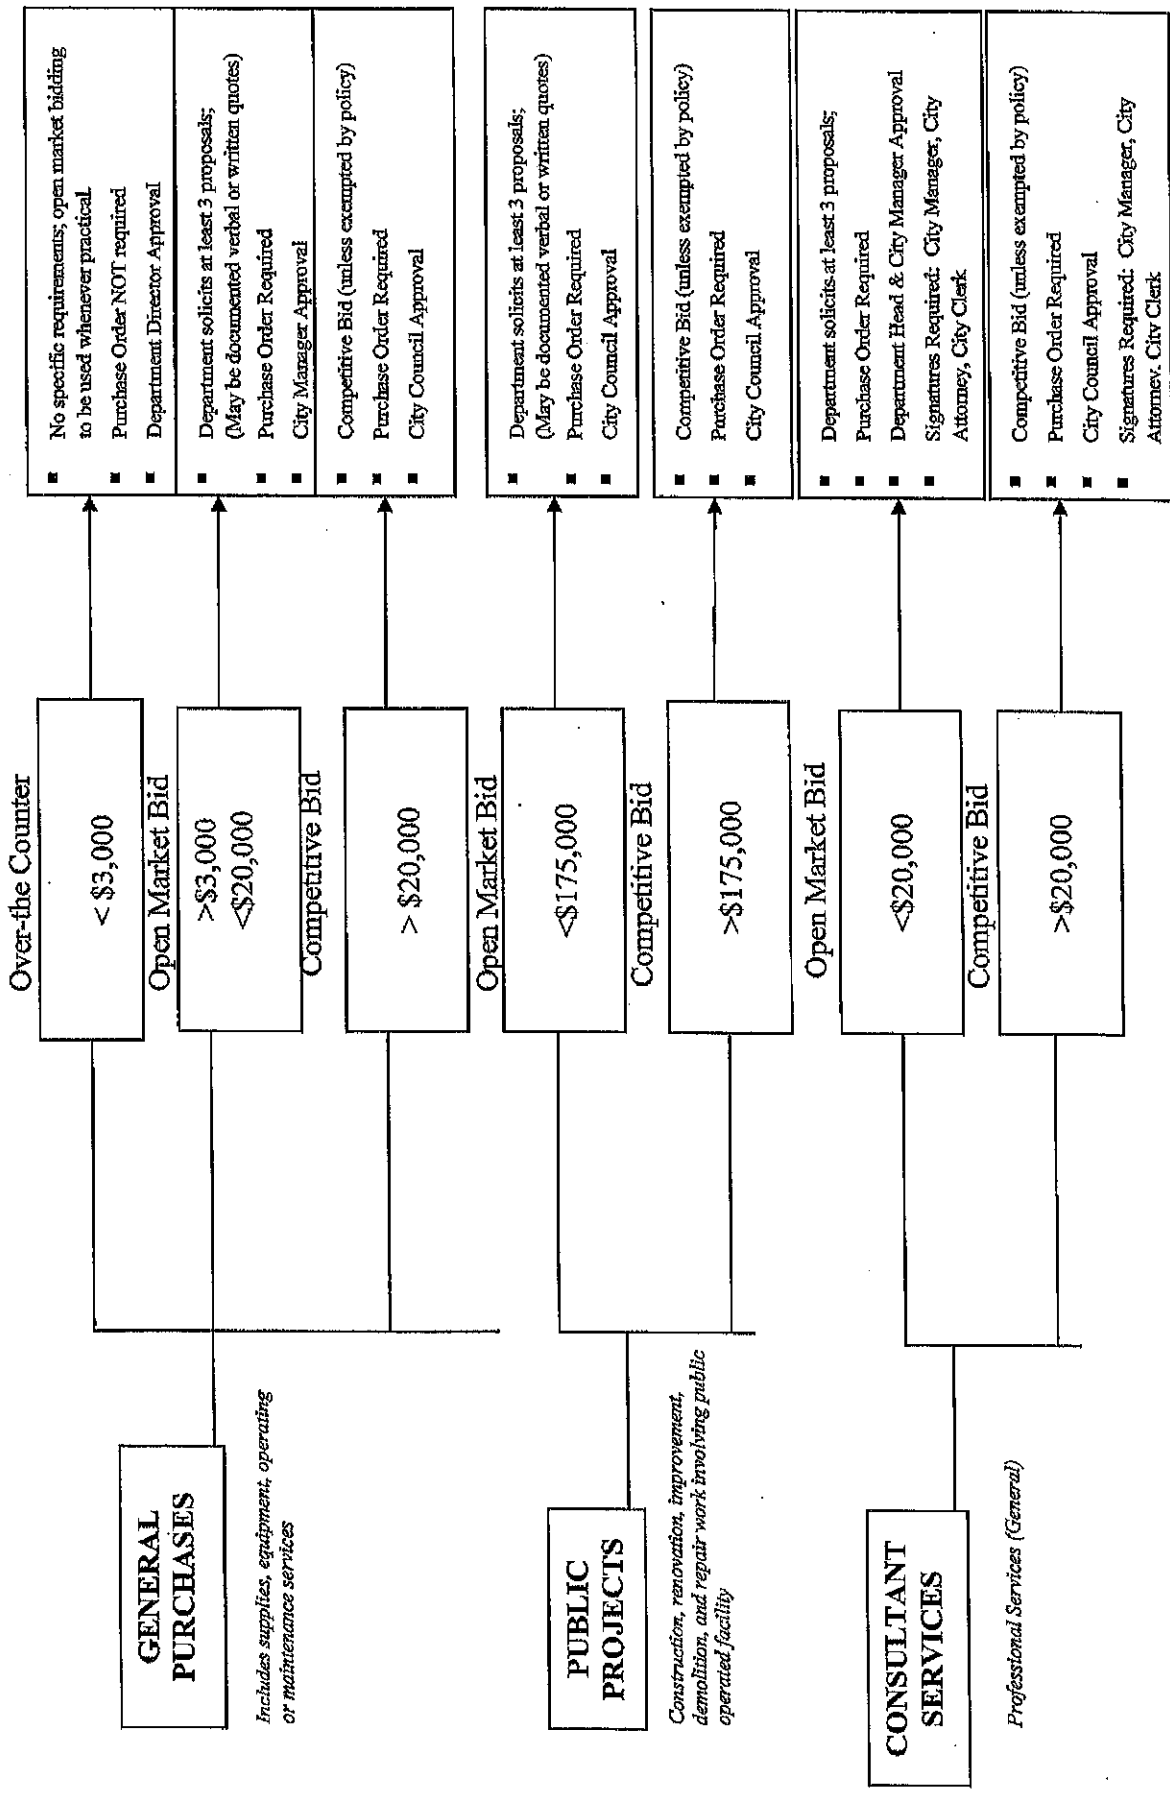 GENERAL
PURCHASES
Includes supplies, equipment, operating
or maintenance services
Over-the Counter
< $3,000
■ No specific requirements; open market bidding
to be used whenever practical.
■ Purchase Order NOT required
■ Department Director Approval
Open Market Bid
>$3,000
<$20,000
■ Department solicits at least 3 proposals;
(May be documented verbal or written quotes)
■ Purchase Order Required
■ City Manager Approval
Competitive Bid
> $20,000
■ Competitive Bid (unless exempted by policy)
■ Purchase Order Required
■ City Council Approval
PUBLIC
PROJECTS
Construction, renovation, improvement,
demolition, and repair work involving public
operated facility
Open Market Bid
<$175,000
■ Department solicits at least 3 proposals;
(May be documented verbal or written quotes)
■ Purchase Order Required
■ City Council Approval
Competitive Bid
>$175,000
■ Competitive Bid (unless exempted by policy)
■ Purchase Order Required
■ City Council Approval
CONSULTANT
SERVICES
Professional Services (General)
Open Market Bid
<$20,000
■ Department solicits at least 3 proposals;
■ Purchase Order Required
■ Department Head & City Manager Approval
■ Signatures Required: City Manager, City
Attorney, City Clerk
Competitive Bid
>$20,000
■ Competitive Bid (unless exempted by policy)
■ Purchase Order Required
■ City Council Approval
■ Signatures Required: City Manager, City
Attorney, City Clerk